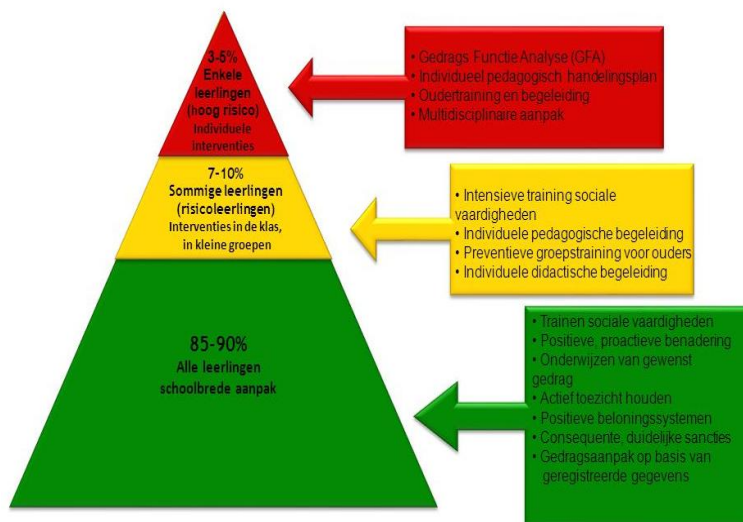 3-5%
Enkele
leerlingen
(hoog risico)
Individuele
interventies
• Gedrags Functie Analyse (GFA)
• Individueel pedagogisch handelingsplan
• Oudertraining en begeleiding
• Multidisciplinaire aanpak
7-10%
Sommige leerlingen
(risicoleerlingen)
Interventies in de klas,
in kleine groepen
• Intensieve training sociale
vaardigheden
• Individuele pedagogische begeleiding
• Preventieve groepstraining voor ouders
• Individuele didactische begeleiding
85-90%
Alle leerlingen
schoolbrede aanpak
• Trainen sociale vaardigheden
• Positieve, proactieve benadering
• Onderwijzen van gewenst
gedrag
• Actief toezicht houden
• Positieve beloningssystemen
• Consequente, duidelijke sancties
• Gedragsaanpak op basis van
geregistreerde gegevens